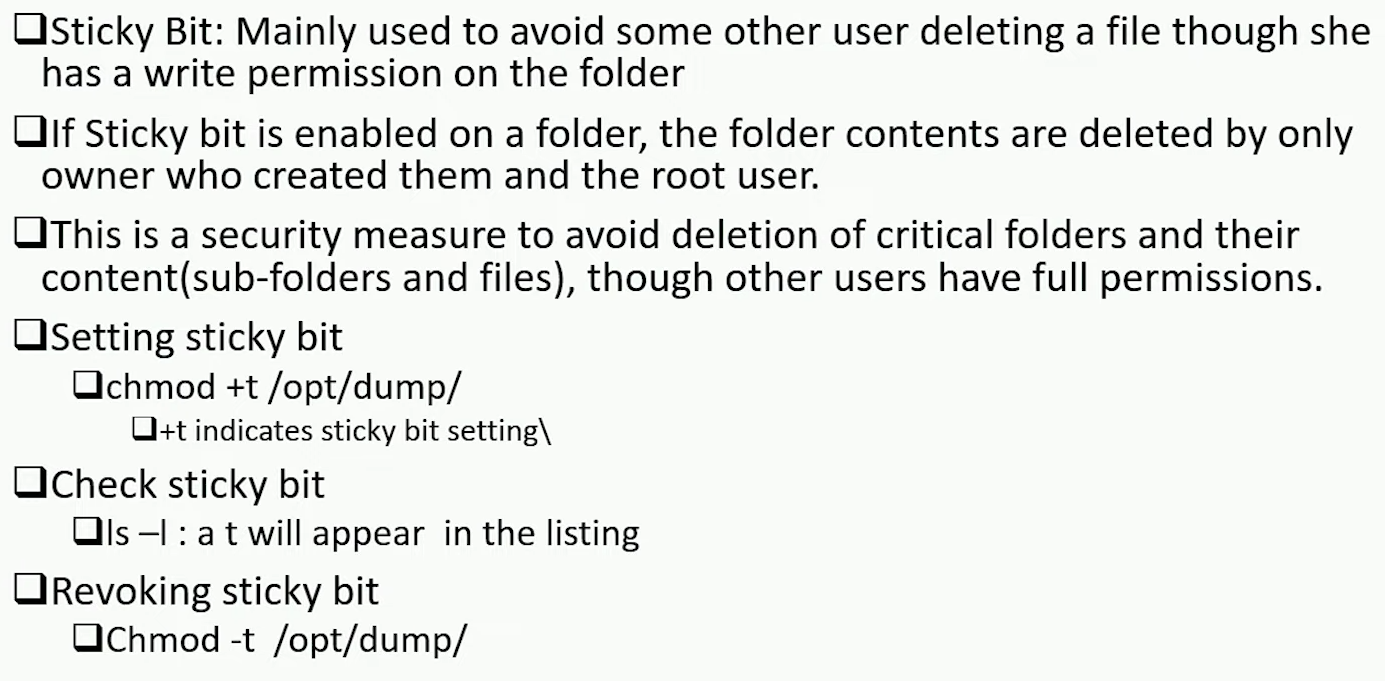 ❑Sticky Bit: Mainly used to avoid some other user deleting a file though she
has a write permission on the folder
❑If Sticky bit is enabled on a folder, the folder contents are deleted by only
owner who created them and the root user.
❑This is a security measure to avoid deletion of critical folders and their
content(sub-folders and files), though other users have full permissions.
❑Setting sticky bit
❑chmod +t /opt/dump/
❑+t indicates sticky bit setting\
❑Check sticky bit
❑ls –l : a t will appear  in the listing
❑Revoking sticky bit
❑Chmod -t  /opt/dump/